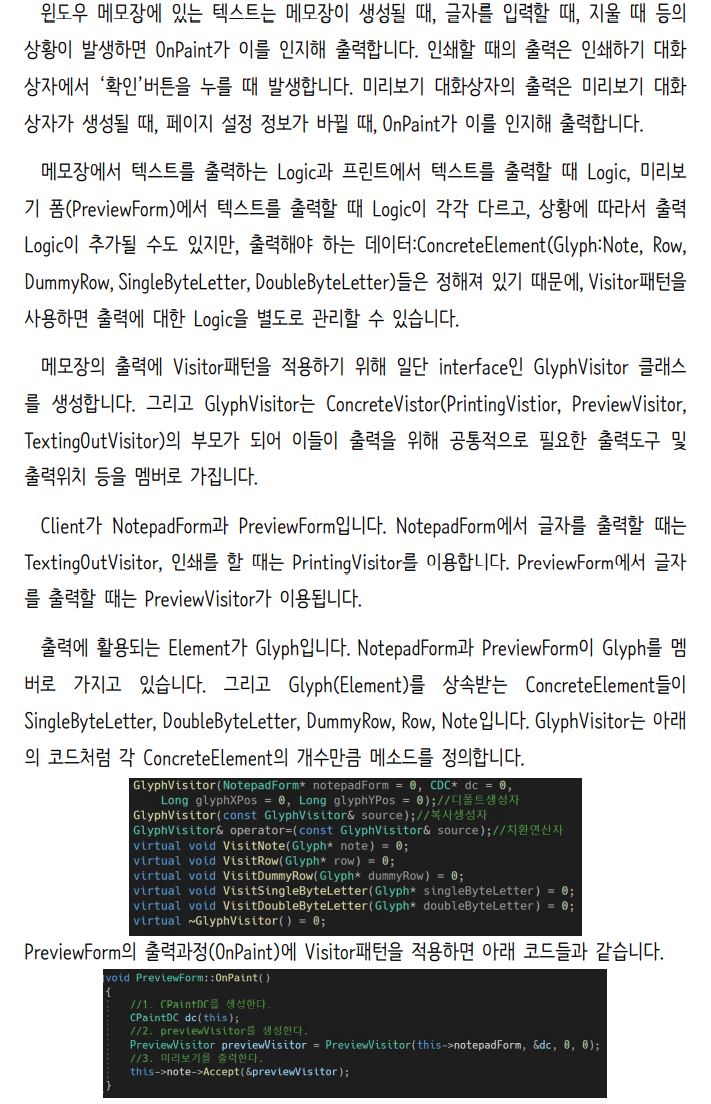 윈도우 메모장에 있는 텍스트는 메모장이 생성될 때, 글자를 입력할 때, 지울 때 등의
상황이 발생하면 OnPaint가 이를 인지해 출력합니다. 인쇄할 때의 출력은 인쇄하기 대화
상자에서 ‘확인’버튼을 누를 때 발생합니다. 미리보기 대화상자의 출력은 미리보기 대화
상자가 생성될 때, 페이지 설정 정보가 바뀔 때, OnPaint가 이를 인지해 출력합니다.
메모장에서 텍스트를 출력하는 Logic과 프린트에서 텍스트를 출력할 때 Logic, 미리보
기 폼(PreviewForm)에서 텍스트를 출력할 때 Logic이 각각 다르고, 상황에 따라서 출력
Logic이 추가될 수도 있지만, 출력해야 하는 데이터:ConcreteElement(Glyph:Note, Row,
DummyRow, SingleByteLetter, DoubleByteLetter)들은 정해져 있기 때문에, Visitor패턴을
사용하면 출력에 대한 Logic을 별도로 관리할 수 있습니다.
메모장의 출력에 Visitor패턴을 적용하기 위해 일단 interface인 GlyphVisitor 클래스
를 생성합니다. 그리고 GlyphVisitor는 ConcreteVistor(PrintingVistior, PreviewVisitor,
TextingOutVisitor)의 부모가 되어 이들이 출력을 위해 공통적으로 필요한 출력도구 및
출력위치 등을 멤버로 가집니다.
Client가 NotepadForm과 PreviewForm입니다. NotepadForm에서 글자를 출력할 때는
TextingOutVisitor, 인쇄를 할 때는 PrintingVisitor를 이용합니다. PreviewForm에서 글자
를 출력할 때는 PreviewVisitor가 이용됩니다.
출력에 활용되는 Element가 Glyph입니다. NotepadForm과 PreviewForm이 Glyph를 멤
버로 가지고 있습니다. 그리고 Glyph(Element)를 상속받는 ConcreteElement들이
SingleByteLetter, DoubleByteLetter, DummyRow, Row, Note입니다. GlyphVisitor는 아래
의 코드처럼 각 ConcreteElement의 개수만큼 메소드를 정의합니다.
GlyphVisitor(NotepadForm* notepadForm = 0, CDC* dc = 0,
Long glyphXPos = 0, Long glyphYPos = 0);//디폴트생성자
GlyphVisitor(const GlyphVisitor& source);//복사생성자
GlyphVisitor& operator=(const GlyphVisitor& source);//치환연산자
virtual void VisitNote(Glyph* note) = 0;
virtual void VisitRow(Glyph* row) = 0;
virtual void VisitDummyRow(Glyph* dummyRow) = 0;
virtual void VisitSingleByteLetter(Glyph* singleByteLetter) = 0;
virtual void VisitDoubleByteLetter(Glyph* doubleByteLetter) = 0;
virtual ~GlyphVisitor() = 0;
PreviewForm의 출력과정(OnPaint)에 Visitor패턴을 적용하면 아래 코드들과 같습니다.
void PreviewForm::OnPaint()
{
//1. CPaintDC를 생성한다.
CPaintDC dc(this);
//2. previewVisitor를 생성한다.
PreviewVisitor previewVisitor = PreviewVisitor(this->notepadForm, &dc, 0, 0);
//3. 미리보기를 출력한다.
this->note->Accept(&previewVisitor);
}